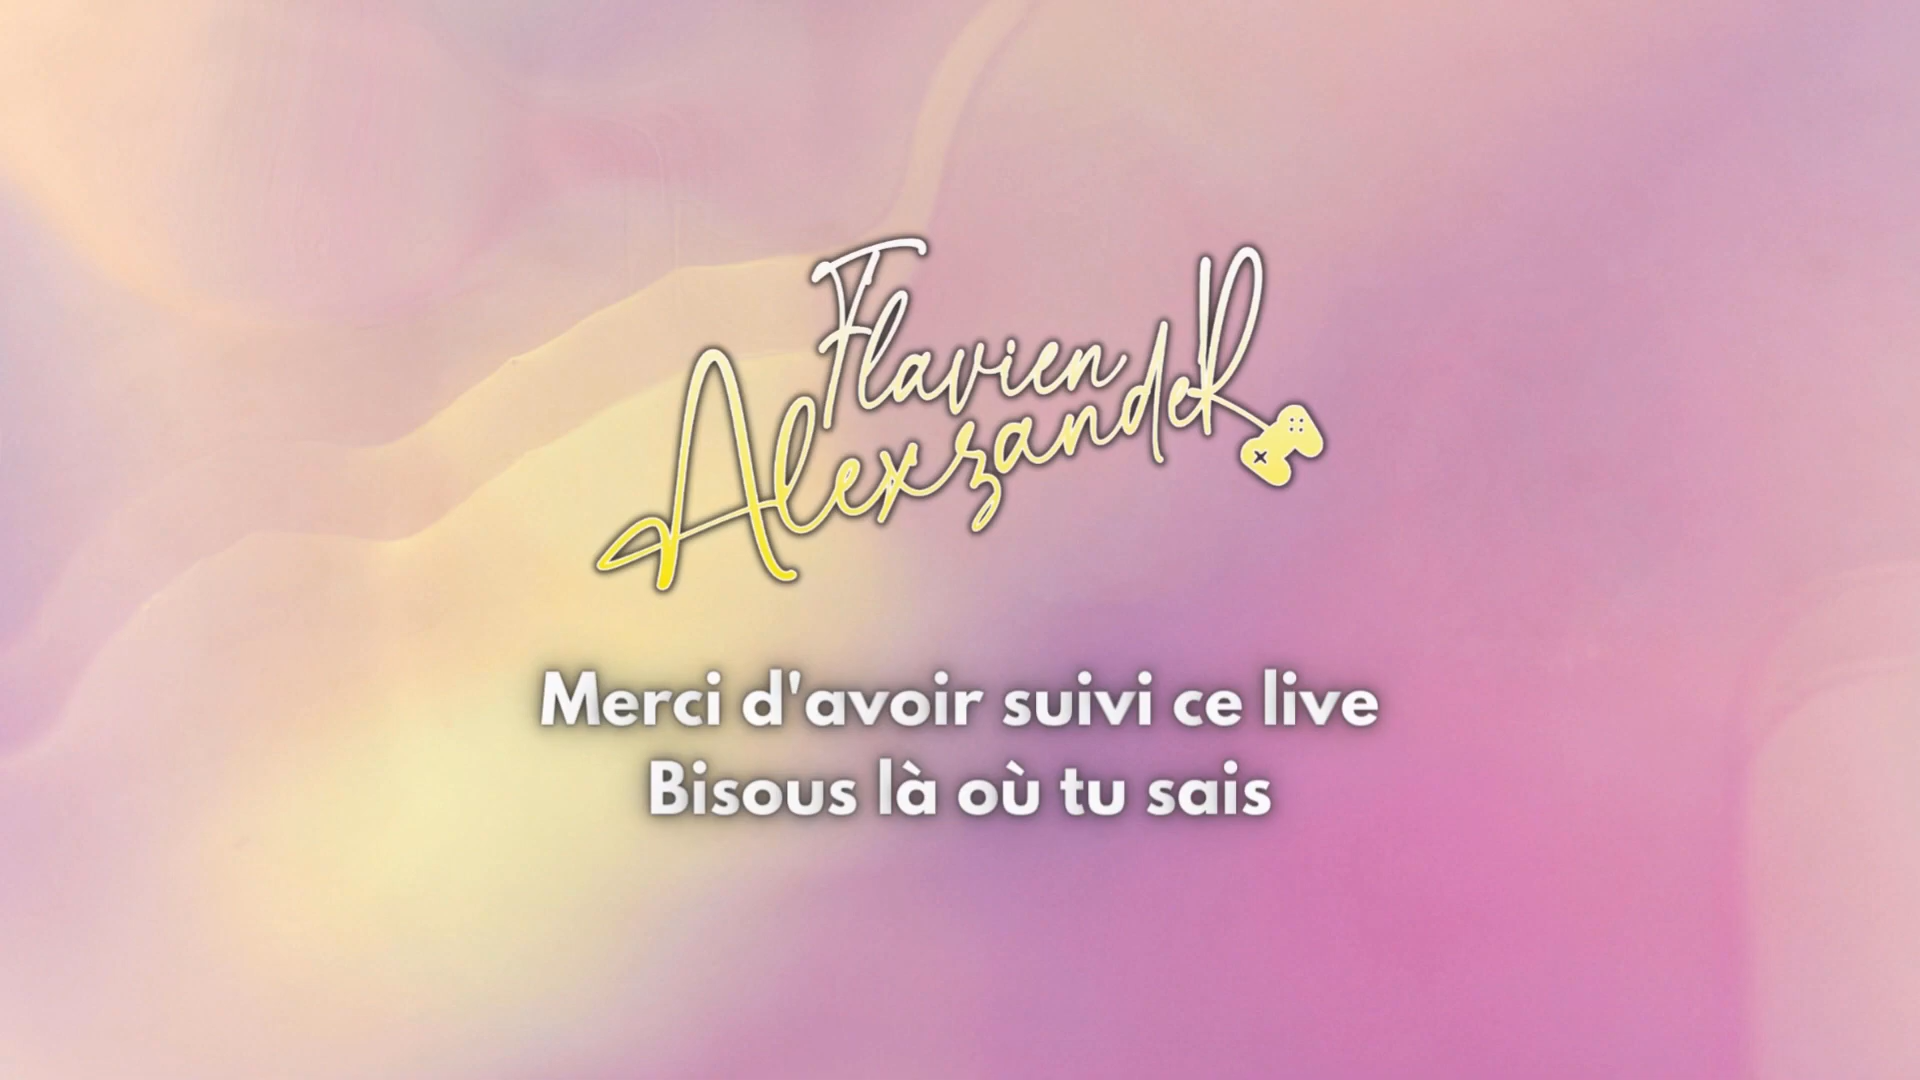 Flavien
AlexzandeR
Merci d'avoir suivi ce live
Bisous là où tu sais